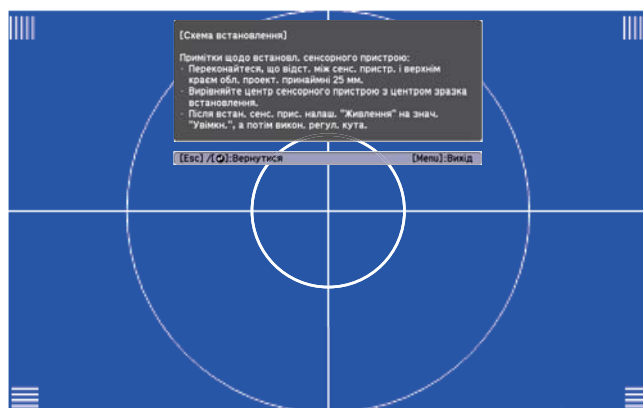 [Схема встановлення]
Примітки щодо встановл. сенсорного пристрою:
· Переконайтеся, що відст. між сенс. пристр. і верхнім
краєм обл. проект. принаймні 25 мм.
· Вирівняйте центр сенсорного пристрою з центром зразка
встановлення.
· Після встан. сенс. прис. налаш. "Живлення" на знач.
"Увімкн.", а потім викон. регул. кута.
[Esc] /[⮌]:Вернутися [Menu]:Вихід